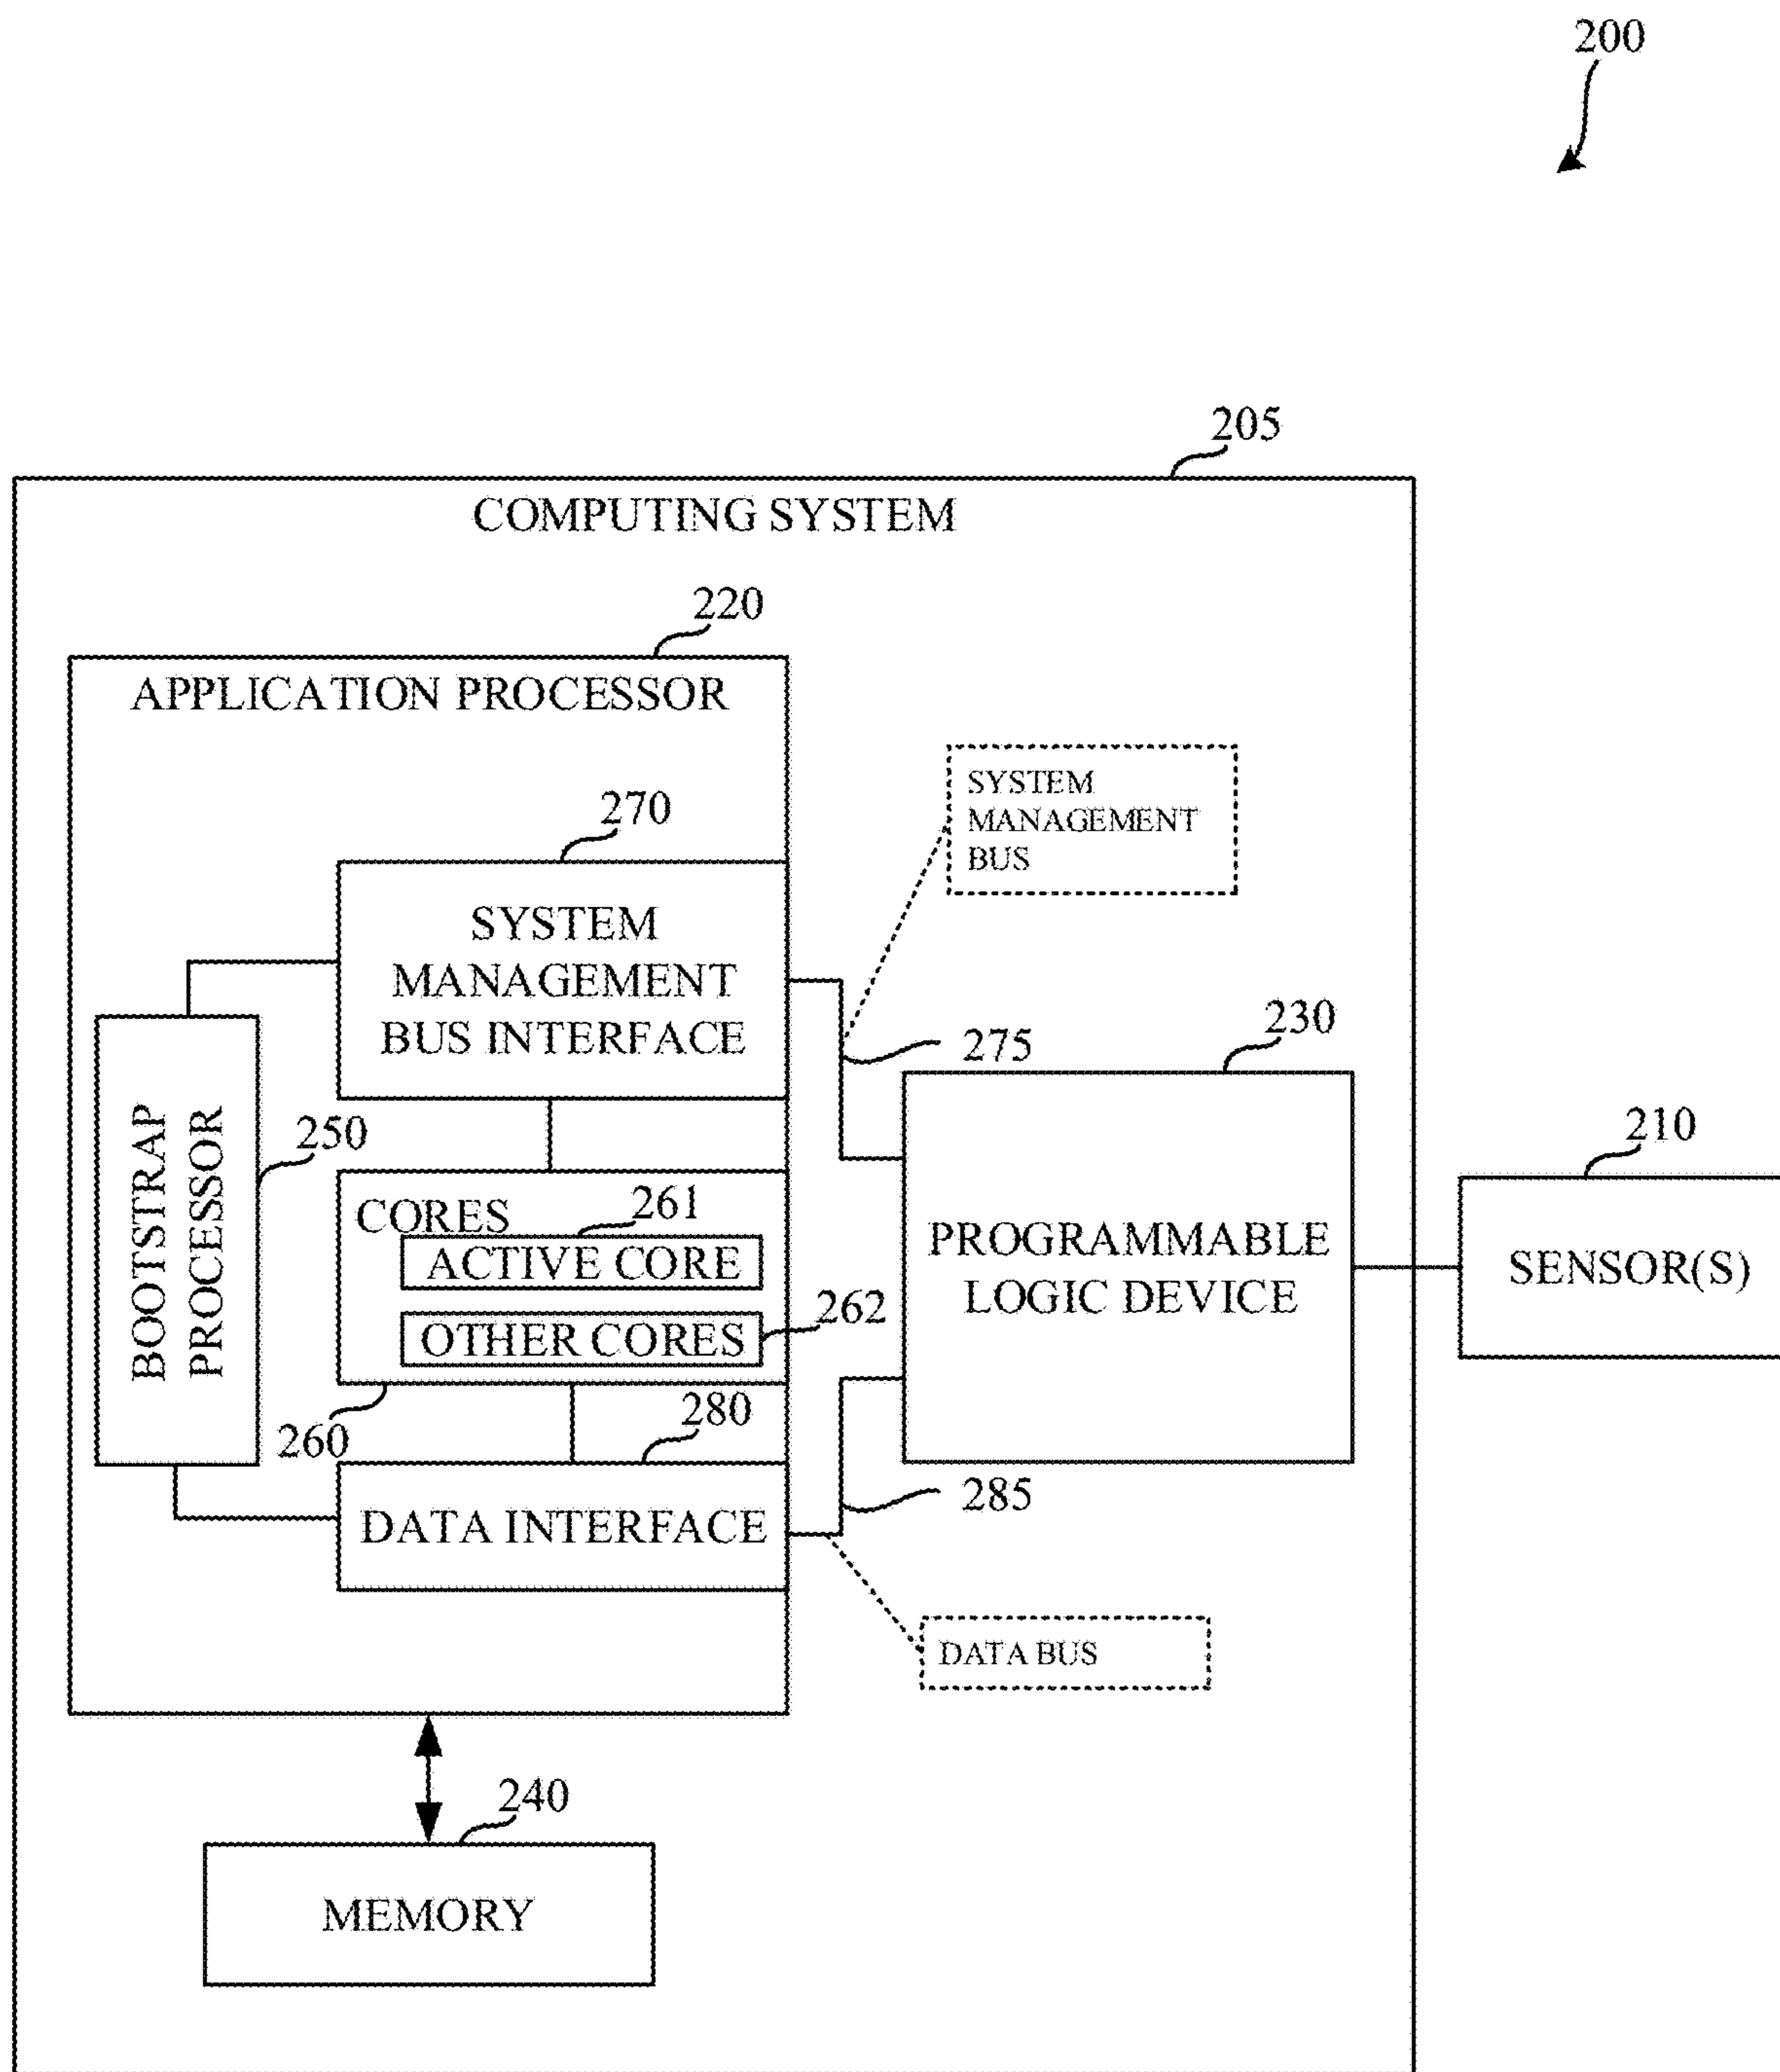 200
205
COMPUTING SYSTEM
220
APPLICATION PROCESSOR
SYSTEM
MANAGEMENT
BUS
270
SYSTEM
MANAGEMENT
BUS INTERFACE
275
230
PROGRAMMABLE
LOGIC DEVICE
210
SENSOR(S)
BOOTSTRAP
PROCESSOR
250
CORES
261
ACTIVE CORE
262
OTHER CORES
260
280
DATA INTERFACE
285
DATA BUS
240
MEMORY